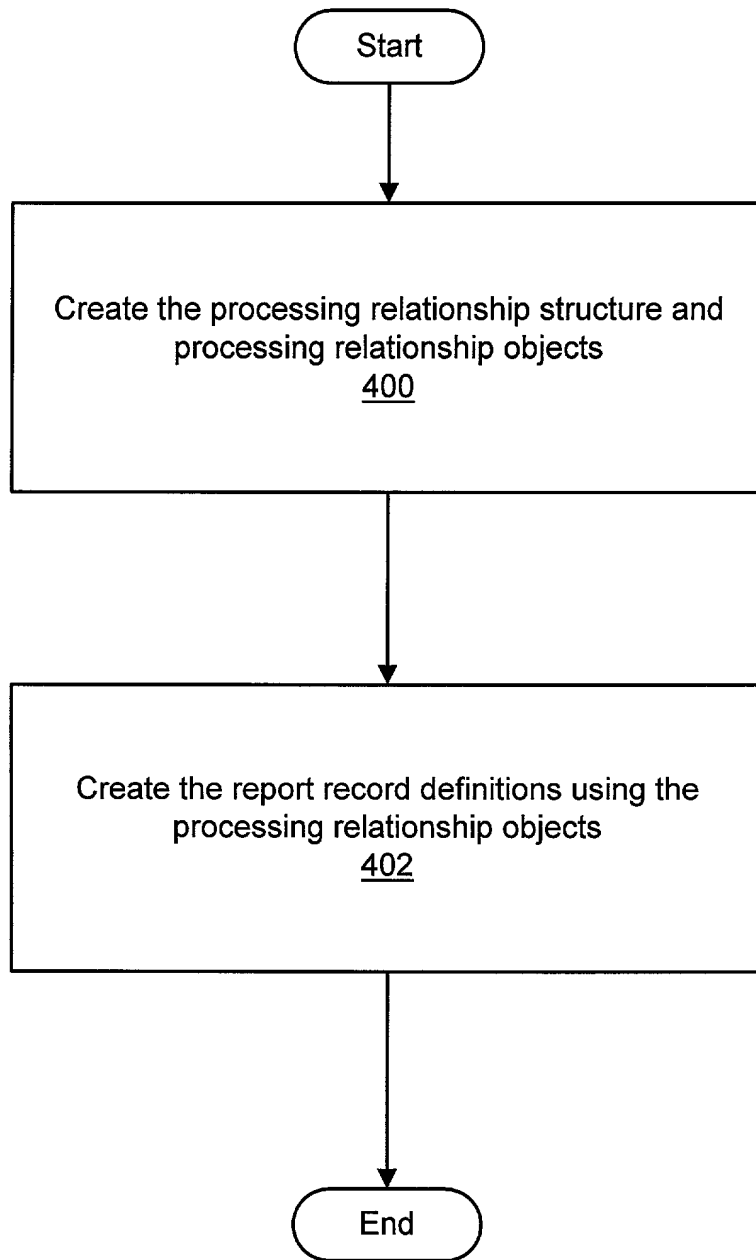 Start
Create the processing relationship structure and
processing relationship objects
400
Create the report record definitions using the
processing relationship objects
402
End